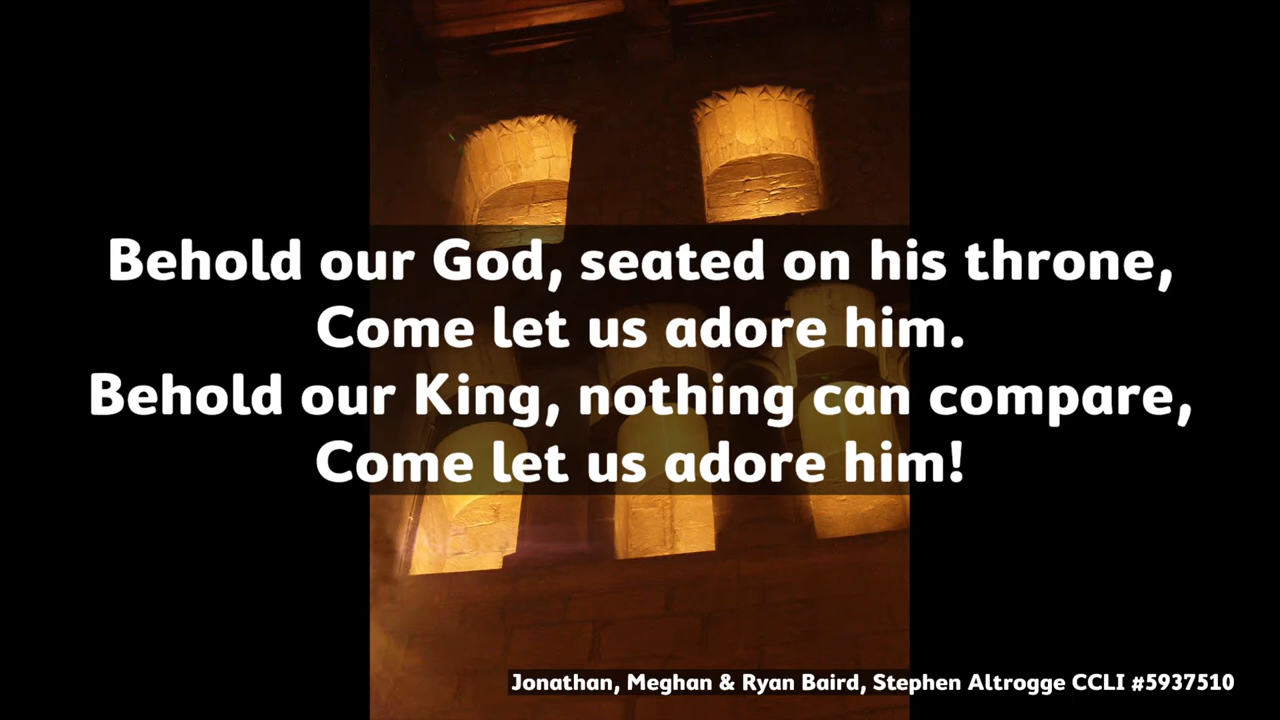 Behold our God, seated on his throne,
Come let us adore him.
Behold our King, nothing can compare,
Come let us adore him!
Jonathan, Meghan & Ryan Baird, Stephen Altrogge CCLI #5937510